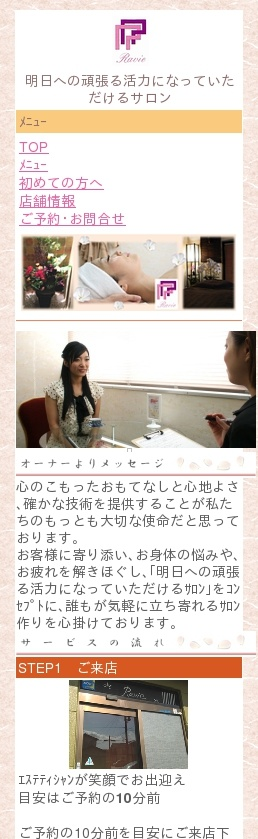 Ravie
明日への頑張る活力になっていた
だけるサロン
ﾒﾆｭｰ
TOP
ﾒﾆｭｰ
初めての方へ
店舗情報
ご予約･お問合せ
オーナーよりメッセージ
心のこもったおもてなしと心地よさ
､確かな技術を提供することが私た
ちのもっとも大切な使命だと思って
おります。
お客様に寄り添い､お身体の悩みや､
お疲れを解きほぐし､｢明日への頑張
る活力になっていただけるｻﾛﾝ｣をｺﾝ
ｾﾌﾟﾄに､誰もが気軽に立ち寄れるｻﾛﾝ
作りを心掛けております。
サービスの流れ
STEP1　ご来店
Ravie
ｴｽﾃﾃｨｼｬﾝが笑顔でお出迎え
目安はご予約の10分前
ご予約の10分前を目安にご来店下